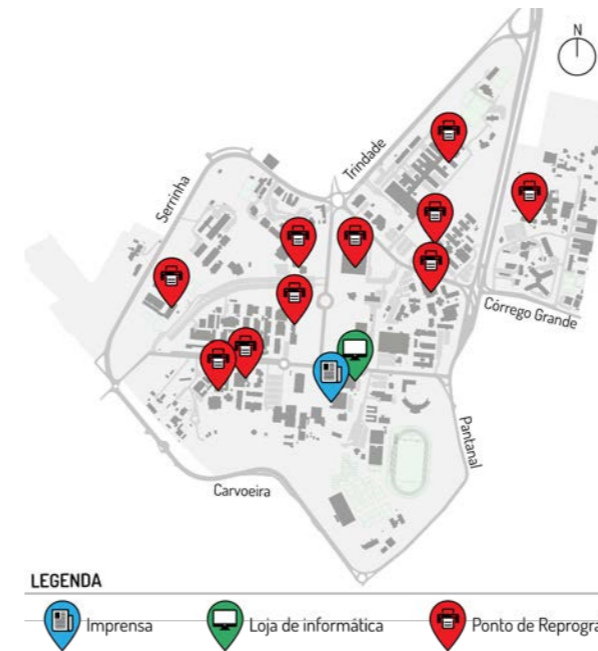 N
Trindade
Serrinha
Córrego Grande
Pantanal
Carvoeira
LEGENDA
Imprensa
Loja de informática
Ponto de Reprogra